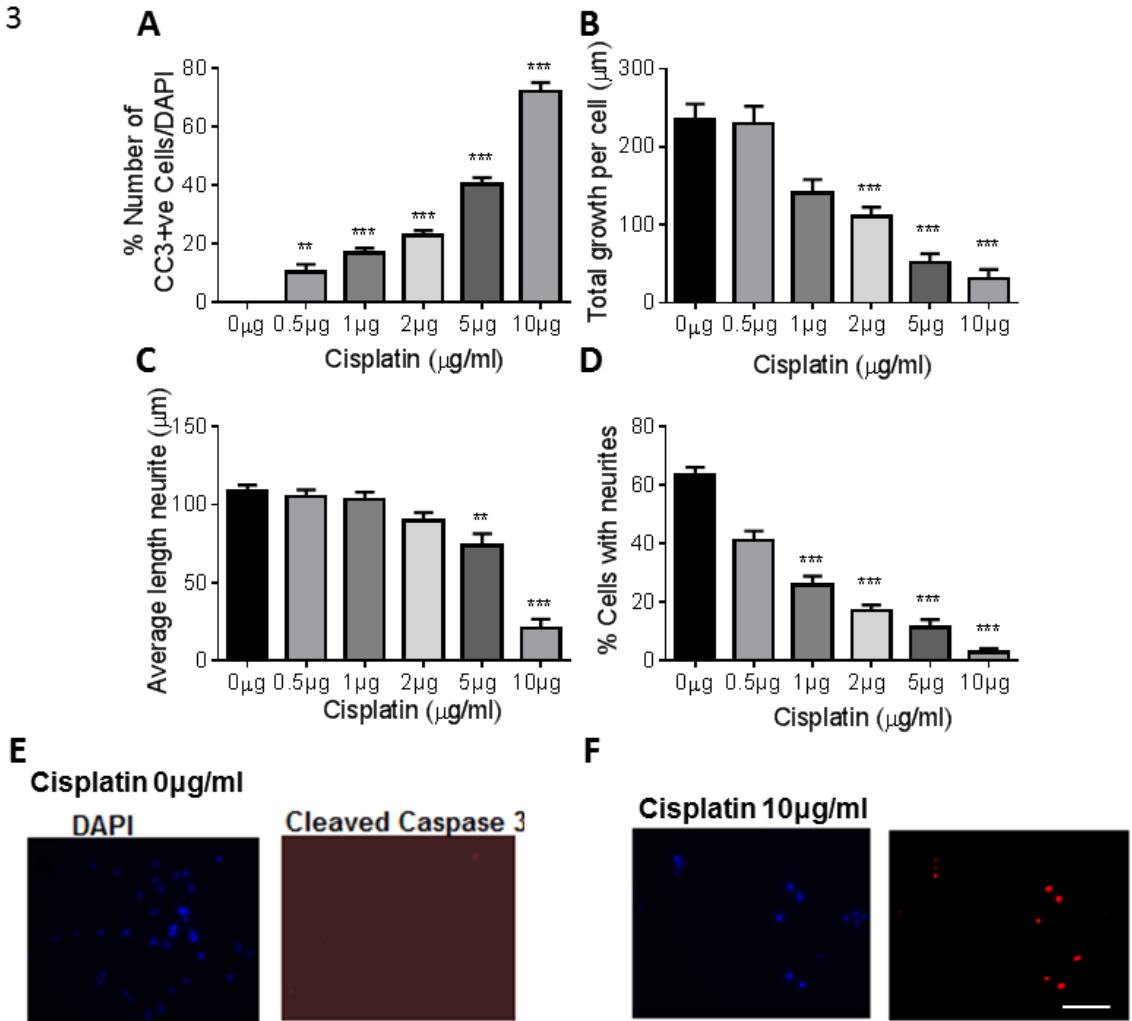 3
A
% Number of
CC3+ve Cells/DAPI
80
60
40
20
0
**
***
***
***
***
0µg 0.5µg 1µg 2µg 5µg 10µg
Cisplatin (µg/ml)
B
Total growth per cell (µm)
300
200
100
0
***
***
***
0µg 0.5µg 1µg 2µg 5µg 10µg
Cisplatin (µg/ml)
C
Average length neurite (µm)
150
100
50
0
**
***
0µg 0.5µg 1µg 2µg 5µg 10µg
Cisplatin (µg/ml)
D
% Cells with neurites
80
60
40
20
0
***
***
***
***
0µg 0.5µg 1µg 2µg 5µg 10µg
Cisplatin (µg/ml)
E
Cisplatin 0µg/ml
DAPI
Cleaved Caspase 3
F
Cisplatin 10µg/ml